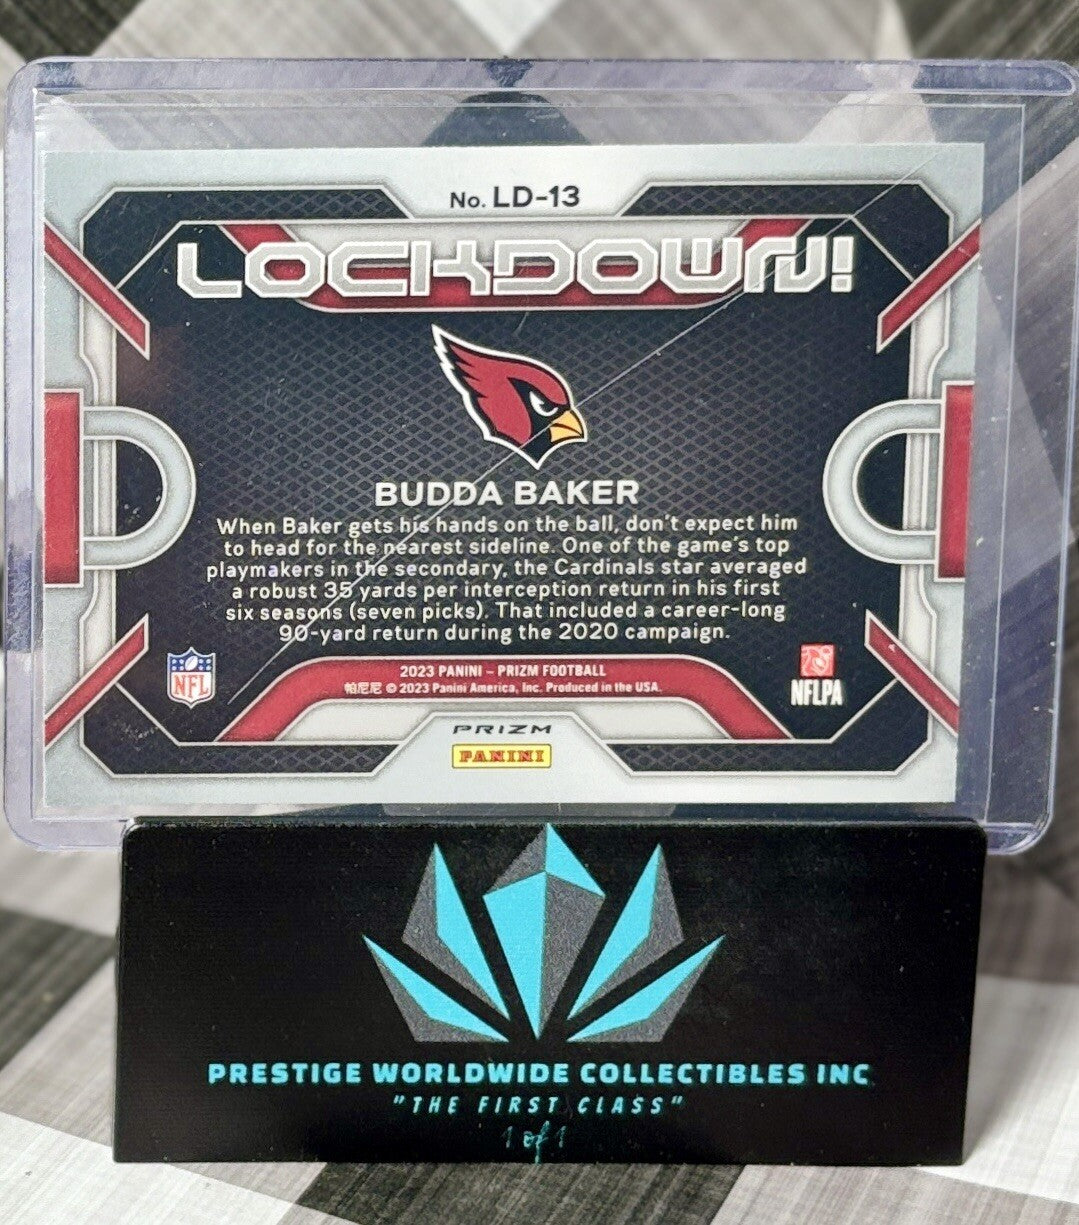 No. LD-13
LOCKDOWN!
BUDDA BAKER
When Baker gets his hands on the ball, don't expect him
to head for the nearest sideline. One of the game's top
playmakers in the secondary, the Cardinals star averaged
a robust 35 yards per interception return in his first
six seasons (seven picks). That included a career-long
90-yard return during the 2020 campaign.
NFL
2023 PANINI – PRIZM FOOTBALL
帕尼尼 © 2023 Panini America, Inc. Produced in the USA.
NFLPA
PRIZM
PANINI
PRESTIGE WORLDWIDE COLLECTIBLES INC
"THE FIRST CLASS"
1 of 1